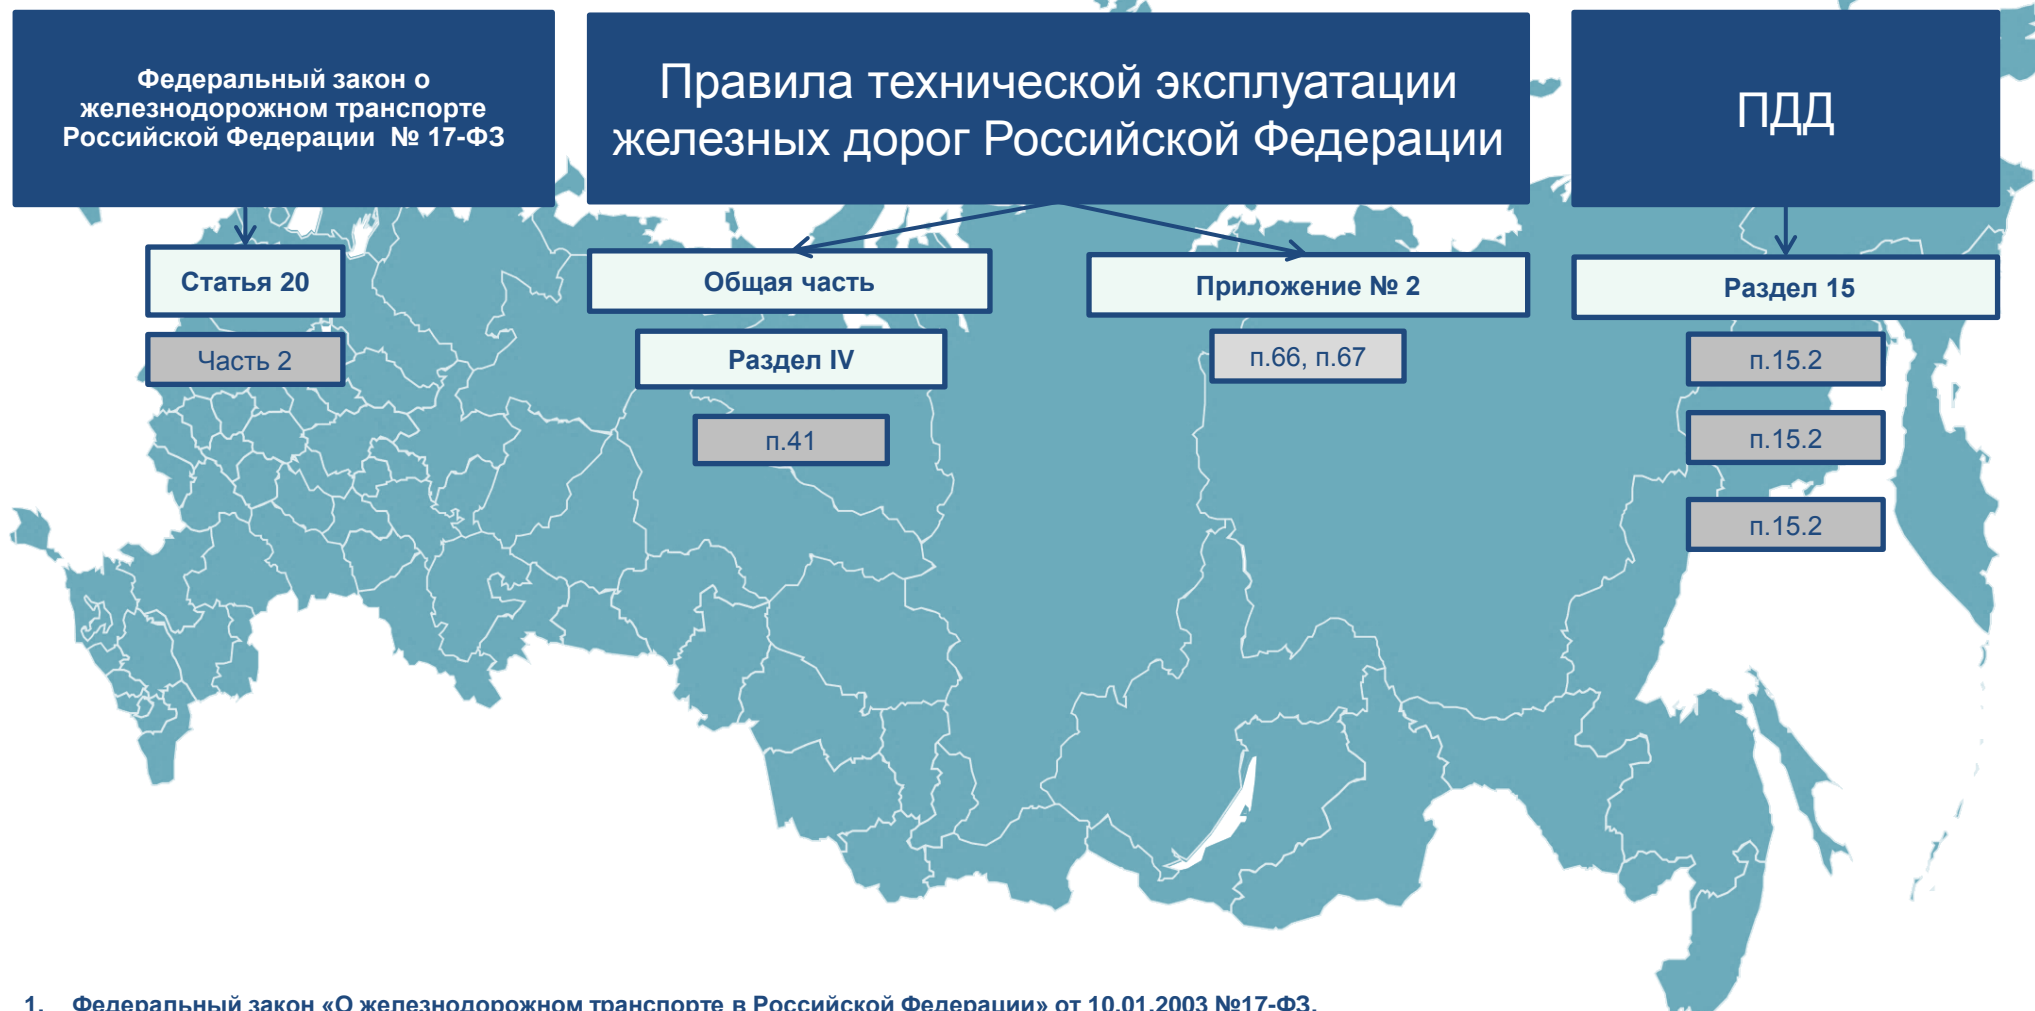 Федеральный закон о
железнодорожном транспорте
Российской Федерации № 17-ФЗ
Правила технической эксплуатации
железных дорог Российской Федерации
ПДД
Статья 20
Общая часть
Приложение № 2
Раздел 15
Часть 2
Раздел IV
п.66, п.67
п.15.2
п.41
п.15.2
п.15.2
1. Федеральный закон «О железнодорожном транспорте в Российской Федерации» от 10.01.2003 №17-ФЗ.